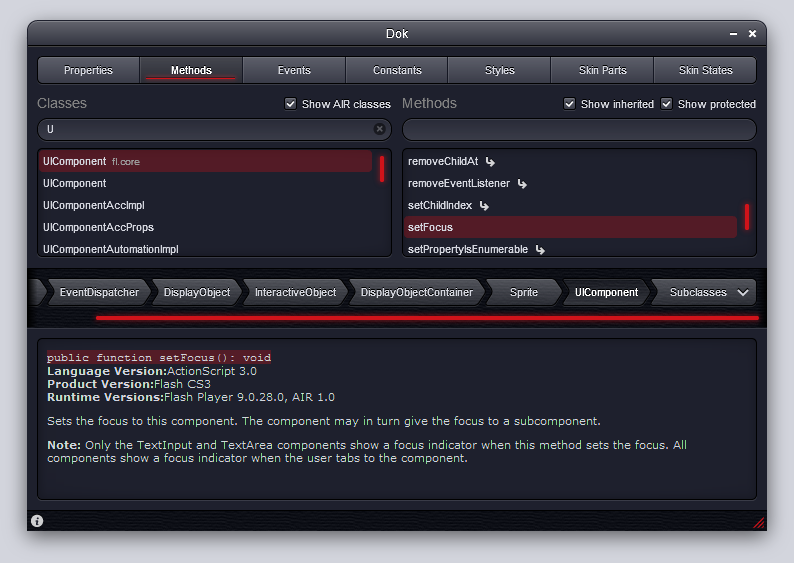 Dok
Properties Methods Events Constants Styles Skin Parts Skin States
Classes Show AIR classes Methods Show inherited Show protected
U
UIComponent fl.core
UIComponent
UIComponentAccImpl
UIComponentAccProps
UIComponentAutomationImpl
removeChildAt
removeEventListener
setChildIndex
setFocus
setPropertyIsEnumerable
EventDispatcher DisplayObject InteractiveObject DisplayObjectContainer Sprite UIComponent Subclasses
public function setFocus(): void
Language Version:ActionScript 3.0
Product Version:Flash CS3
Runtime Versions:Flash Player 9.0.28.0, AIR 1.0
Sets the focus to this component. The component may in turn give the focus to a subcomponent.
Note: Only the TextInput and TextArea components show a focus indicator when this method sets the focus. All
components show a focus indicator when the user tabs to the component.